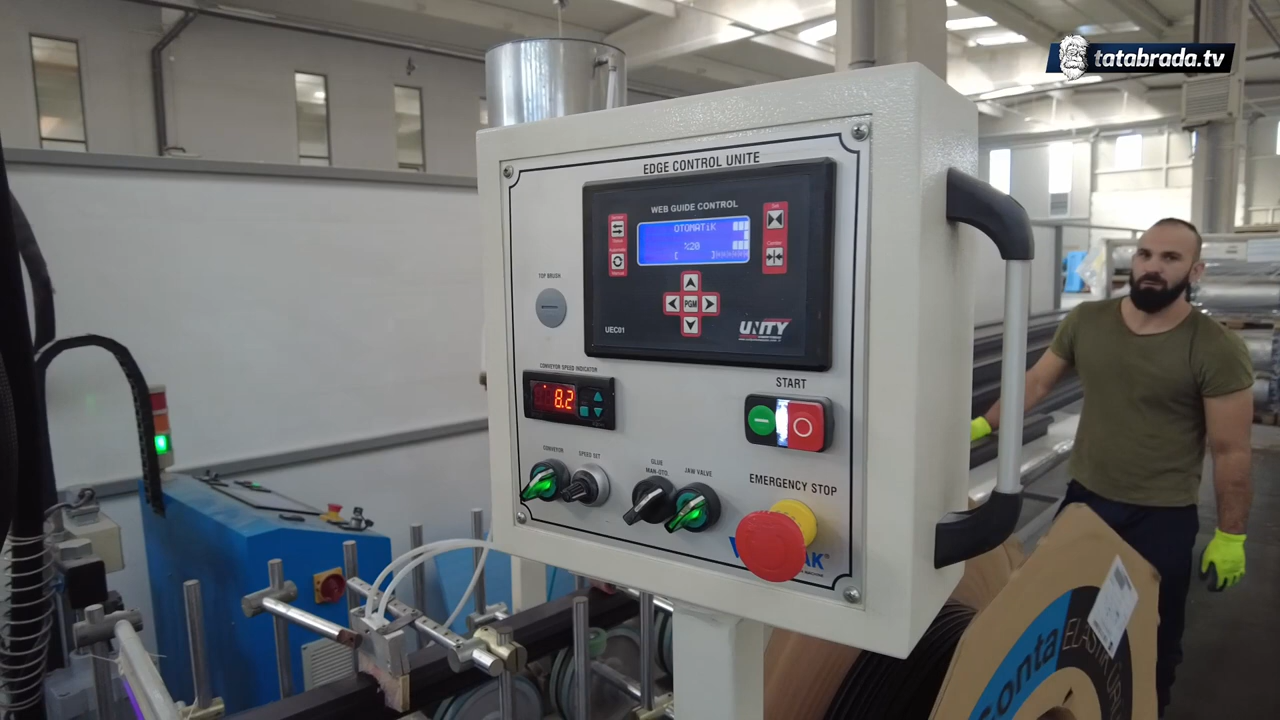 tatabrada.tv
EDGE CONTROL UNITE
WEB GUIDE CONTROL
OTOMATiK
%20
PGM
UEC01
UNITY
TOP BRUSH
CONVEYOR SPEED INDICATOR
8.2
START
CONVEYOR
SPEED SET
GLUE
MAN-OTO.
JAW VALVE
EMERGENCY STOP
conta